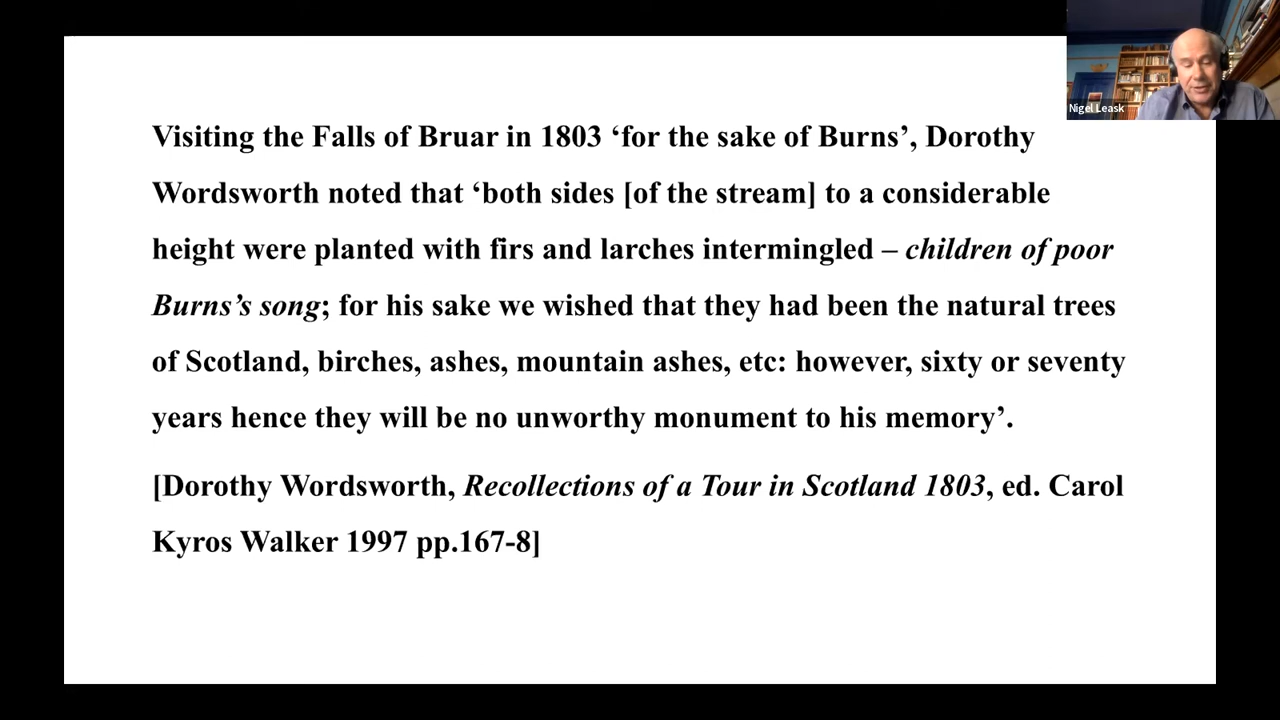 Nigel Leask
Visiting the Falls of Bruar in 1803 ‘for the sake of Burns’, Dorothy
Wordsworth noted that ‘both sides [of the stream] to a considerable
height were planted with firs and larches intermingled – children of poor
Burns’s song; for his sake we wished that they had been the natural trees
of Scotland, birches, ashes, mountain ashes, etc: however, sixty or seventy
years hence they will be no unworthy monument to his memory’.
[Dorothy Wordsworth, Recollections of a Tour in Scotland 1803, ed. Carol
Kyros Walker 1997 pp.167-8]